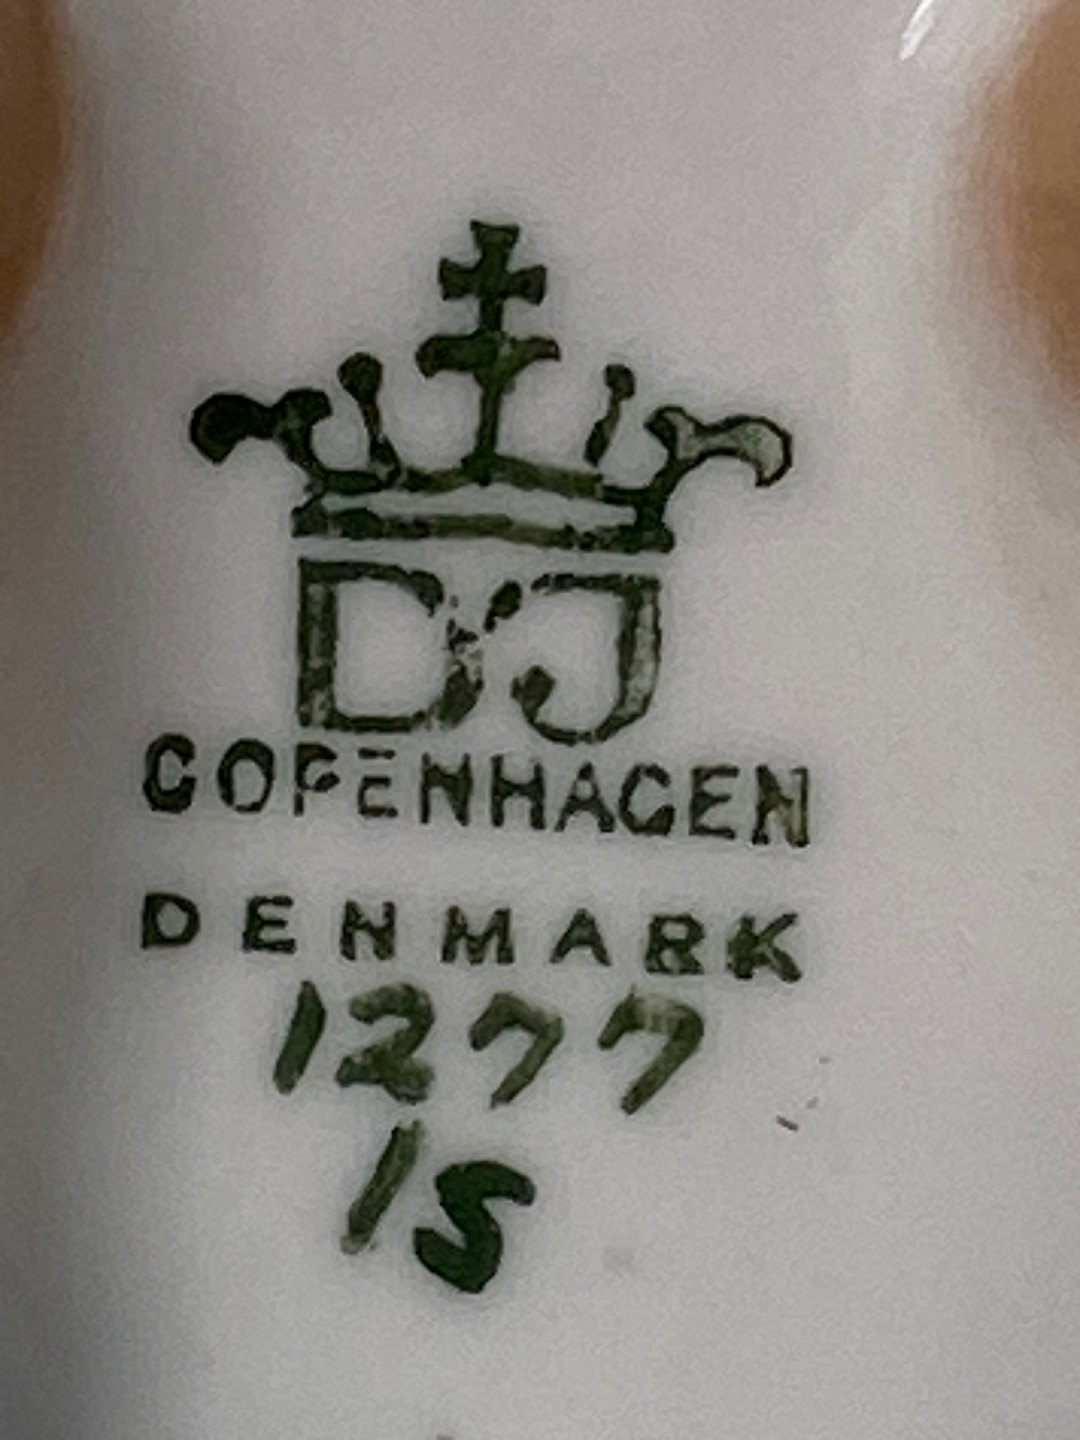 DJ
COPENHAGEN
DENMARK
1277
15